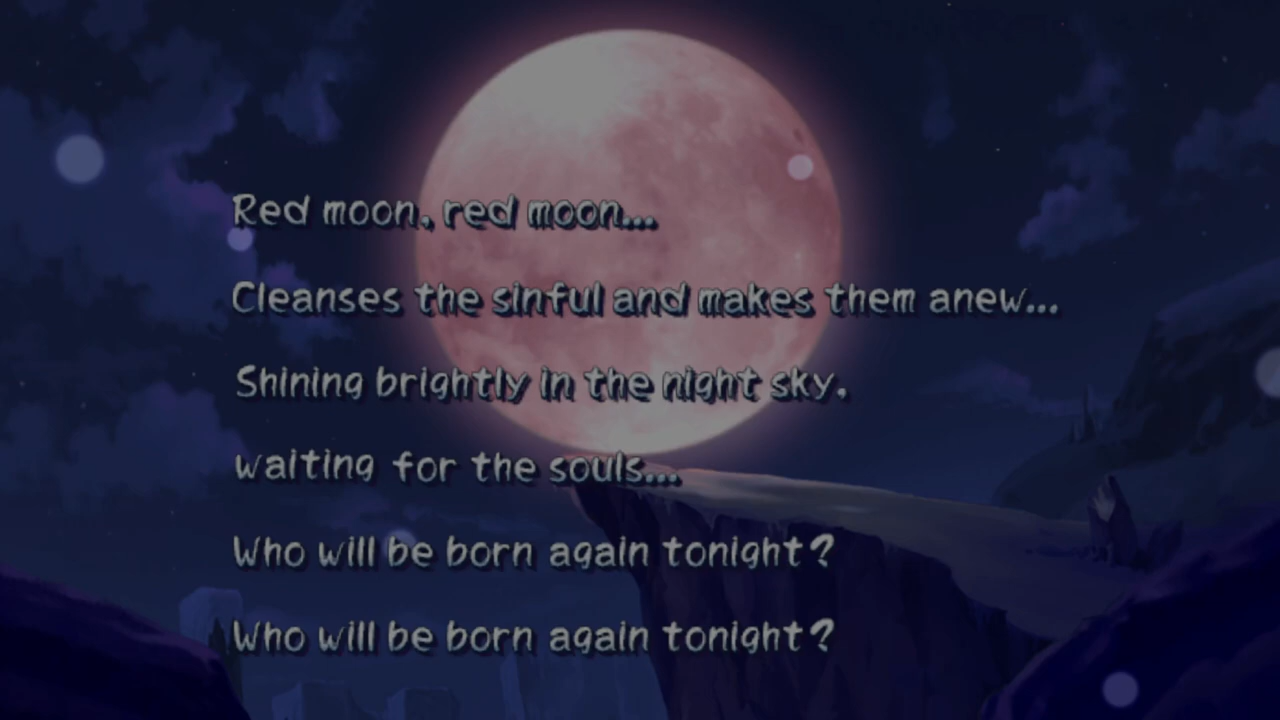 Red moon, red moon...
Cleanses the sinful and makes them anew...
Shining brightly in the night sky.
waiting for the souls...
Who will be born again tonight?
Who will be born again tonight?